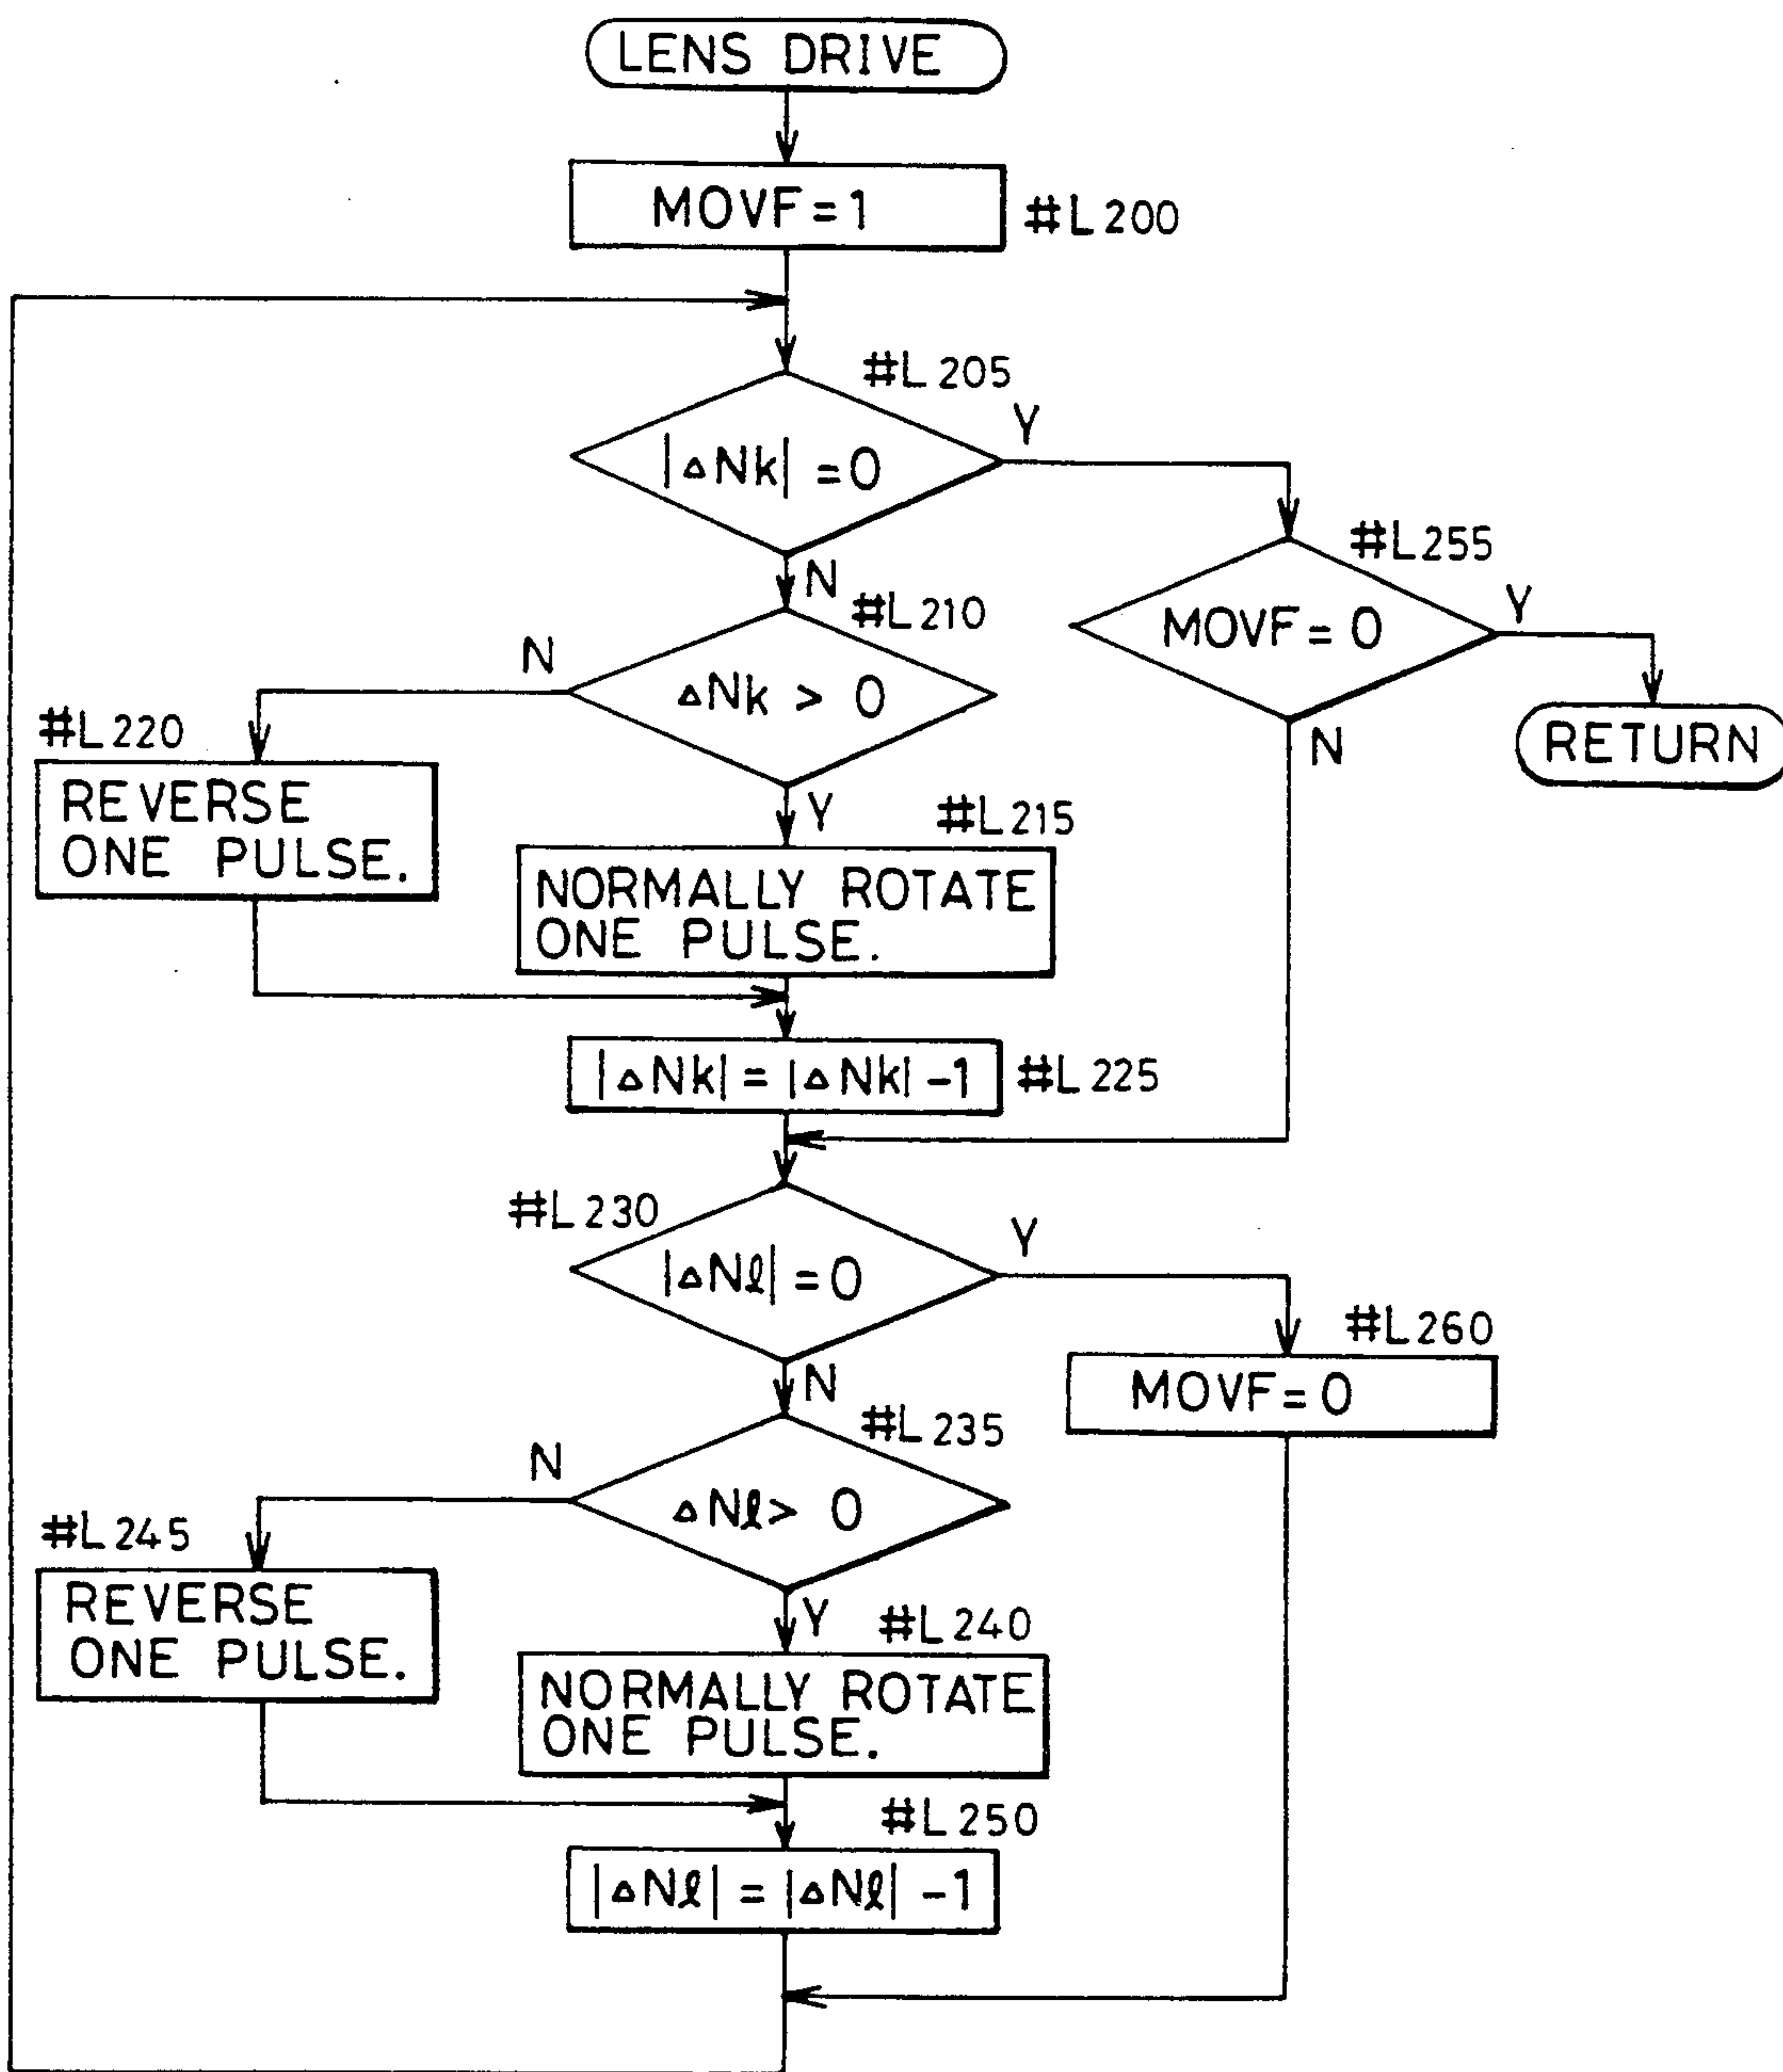 LENS DRIVE
MOVF=1
#L200
#L205
|ΔNk|=0
Y
N
#L255
MOVF=0
Y
N
RETURN
#L210
ΔNk > 0
N
Y
#L220
REVERSE
ONE PULSE.
#L215
NORMALLY ROTATE
ONE PULSE.
|ΔNk|=|ΔNk|-1
#L225
#L230
|ΔNℓ|=0
Y
N
#L260
MOVF=0
#L235
ΔNℓ> 0
N
Y
#L245
REVERSE
ONE PULSE.
#L240
NORMALLY ROTATE
ONE PULSE.
#L250
|ΔNℓ|=|ΔNℓ|-1